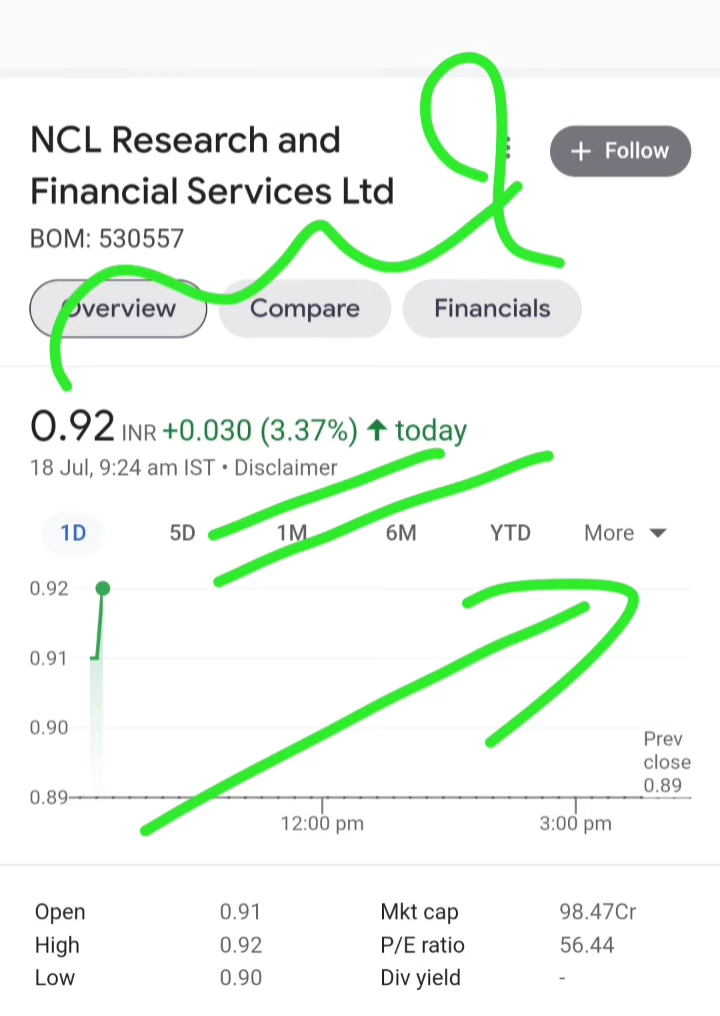 NCL Research and
Financial Services Ltd
+ Follow
BOM: 530557
Overview Compare Financials
0.92 INR +0.030 (3.37%) ↑ today
18 Jul, 9:24 am IST • Disclaimer
1D 5D 1M 6M YTD More
0.92
0.91
0.90
Prev
close
0.89
0.89
12:00 pm 3:00 pm
Open 0.91 Mkt cap 98.47Cr
High 0.92 P/E ratio 56.44
Low 0.90 Div yield -